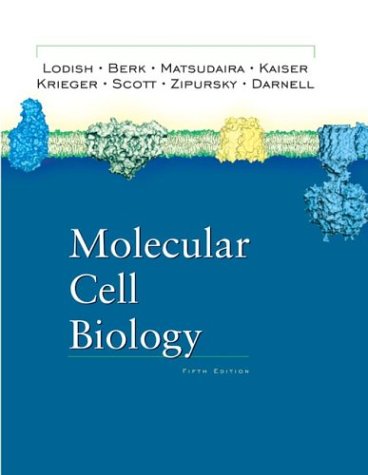 Lodish · Berk · Matsudaira · Kaiser
Krieger · Scott · Zipursky · Darnell
Molecular
Cell
Biology
Fifth Edition